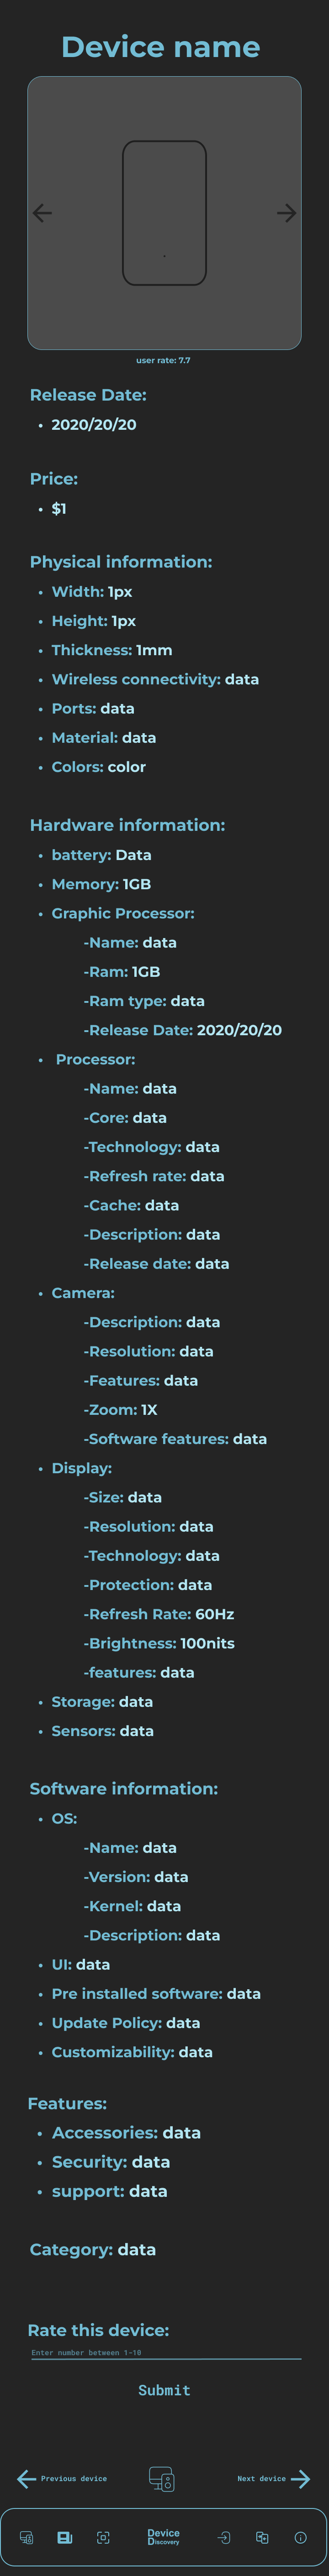 Device name
user rate: 7.7
Release Date:
• 2020/20/20
Price:
• $1
Physical information:
• Width: 1px
• Height: 1px
• Thickness: 1mm
• Wireless connectivity: data
• Ports: data
• Material: data
• Colors: color
Hardware information:
• battery: Data
• Memory: 1GB
• Graphic Processor:
-Name: data
-Ram: 1GB
-Ram type: data
-Release Date: 2020/20/20
• Processor:
-Name: data
-Core: data
-Technology: data
-Refresh rate: data
-Cache: data
-Description: data
-Release date: data
• Camera:
-Description: data
-Resolution: data
-Features: data
-Zoom: 1X
-Software features: data
• Display:
-Size: data
-Resolution: data
-Technology: data
-Protection: data
-Refresh Rate: 60Hz
-Brightness: 100nits
-features: data
• Storage: data
• Sensors: data
Software information:
• OS:
-Name: data
-Version: data
-Kernel: data
-Description: data
• UI: data
• Pre installed software: data
• Update Policy: data
• Customizability: data
Features:
• Accessories: data
• Security: data
• support: data
Category: data
Rate this device:
Enter number between 1-10
Submit
Previous device
Next device
Device
Discovery